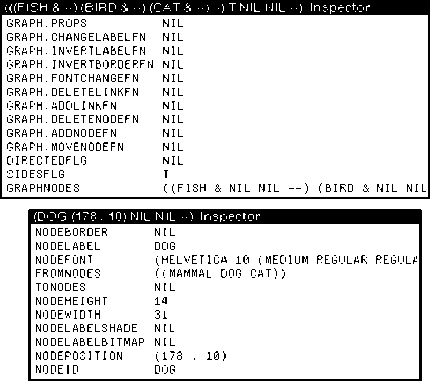 (((FISH & --) (BIRD & --) (CAT & --) --) T NIL NIL --) Inspector
GRAPH.PROPS NIL
GRAPH.CHANGELABELFN NIL
GRAPH.INVERTLABELFN NIL
GRAPH.INVERTBORDERFN NIL
GRAPH.FONTCHANGEFN NIL
GRAPH.DELETELINKFN NIL
GRAPH.ADDLINKFN NIL
GRAPH.DELETENODEFN NIL
GRAPH.ADDNODEFN NIL
GRAPH.MOVENODEFN NIL
DIRECTEDFLG NIL
SIDESFLG T
GRAPHNODES ((FISH & NIL NIL --) (BIRD & NIL NIL
(DOG (178 . 10) NIL NIL --) Inspector
NODEBORDER NIL
NODELABEL DOG
NODEFONT (HELVETICA 10 (MEDIUM REGULAR REGULA
FROMNODES ((MAMMAL DOG CAT))
TONODES NIL
NODEHEIGHT 14
NODEWIDTH 31
NODELABELSHADE NIL
NODELABELBITMAP NIL
NODEPOSITION (178 . 10)
NODEID DOG